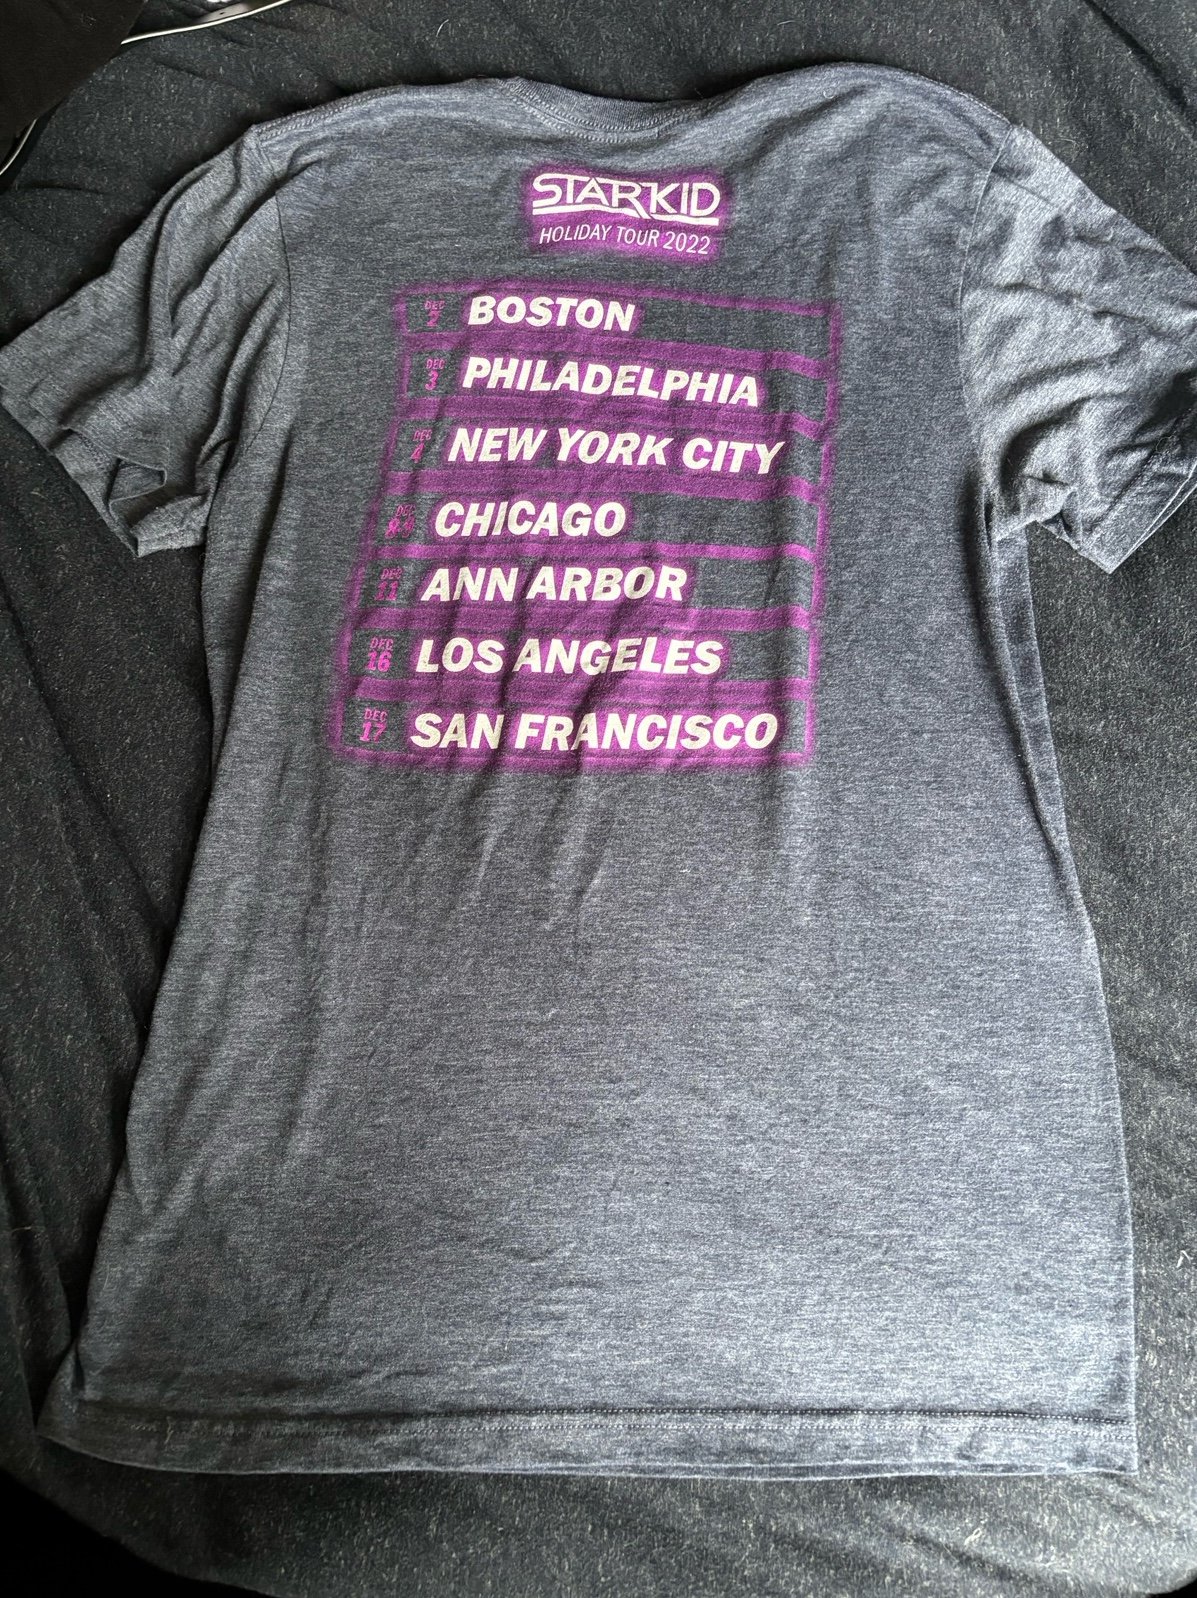 STARKID
HOLIDAY TOUR 2022
DEC
2
BOSTON
DEC
3
PHILADELPHIA
DEC
4
NEW YORK CITY
DEC
CHICAGO
DEC
11
ANN ARBOR
DEC
16
LOS ANGELES
DEC
17
SAN FRANCISCO